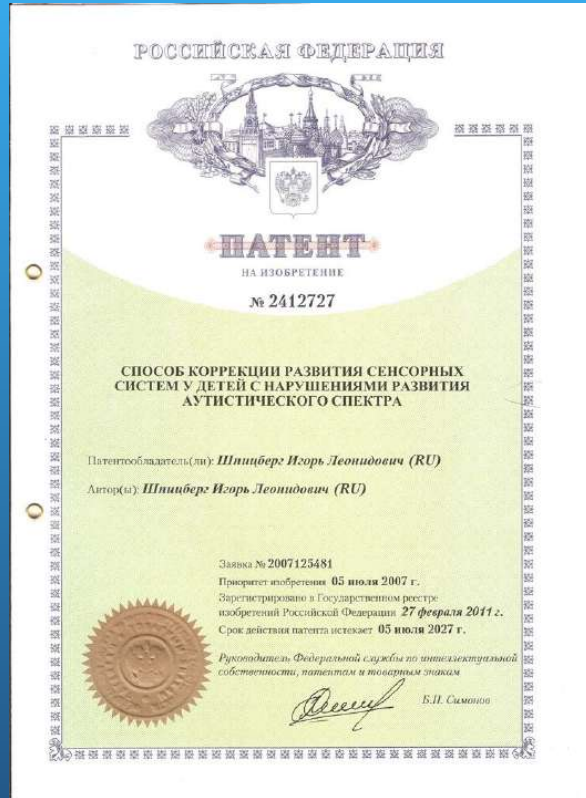 РОССИЙСКАЯ ФЕДЕРАЦИЯ
ПАТЕНТ
НА ИЗОБРЕТЕНИЕ
№ 2412727
СПОСОБ КОРРЕКЦИИ РАЗВИТИЯ СЕНСОРНЫХ
СИСТЕМ У ДЕТЕЙ С НАРУШЕНИЯМИ РАЗВИТИЯ
АУТИСТИЧЕСКОГО СПЕКТРА
Патентообладатель(ли): Шпицберг Игорь Леонидович (RU)
Автор(ы): Шпицберг Игорь Леонидович (RU)
Заявка № 2007125481
Приоритет изобретения 05 июля 2007 г.
Зарегистрировано в Государственном реестре
изобретений Российской Федерации 27 февраля 2011 г.
Срок действия патента истекает 05 июля 2027 г.
Руководитель Федеральной службы по интеллектуальной
собственности, патентам и товарным знакам
Б.П. Симонов